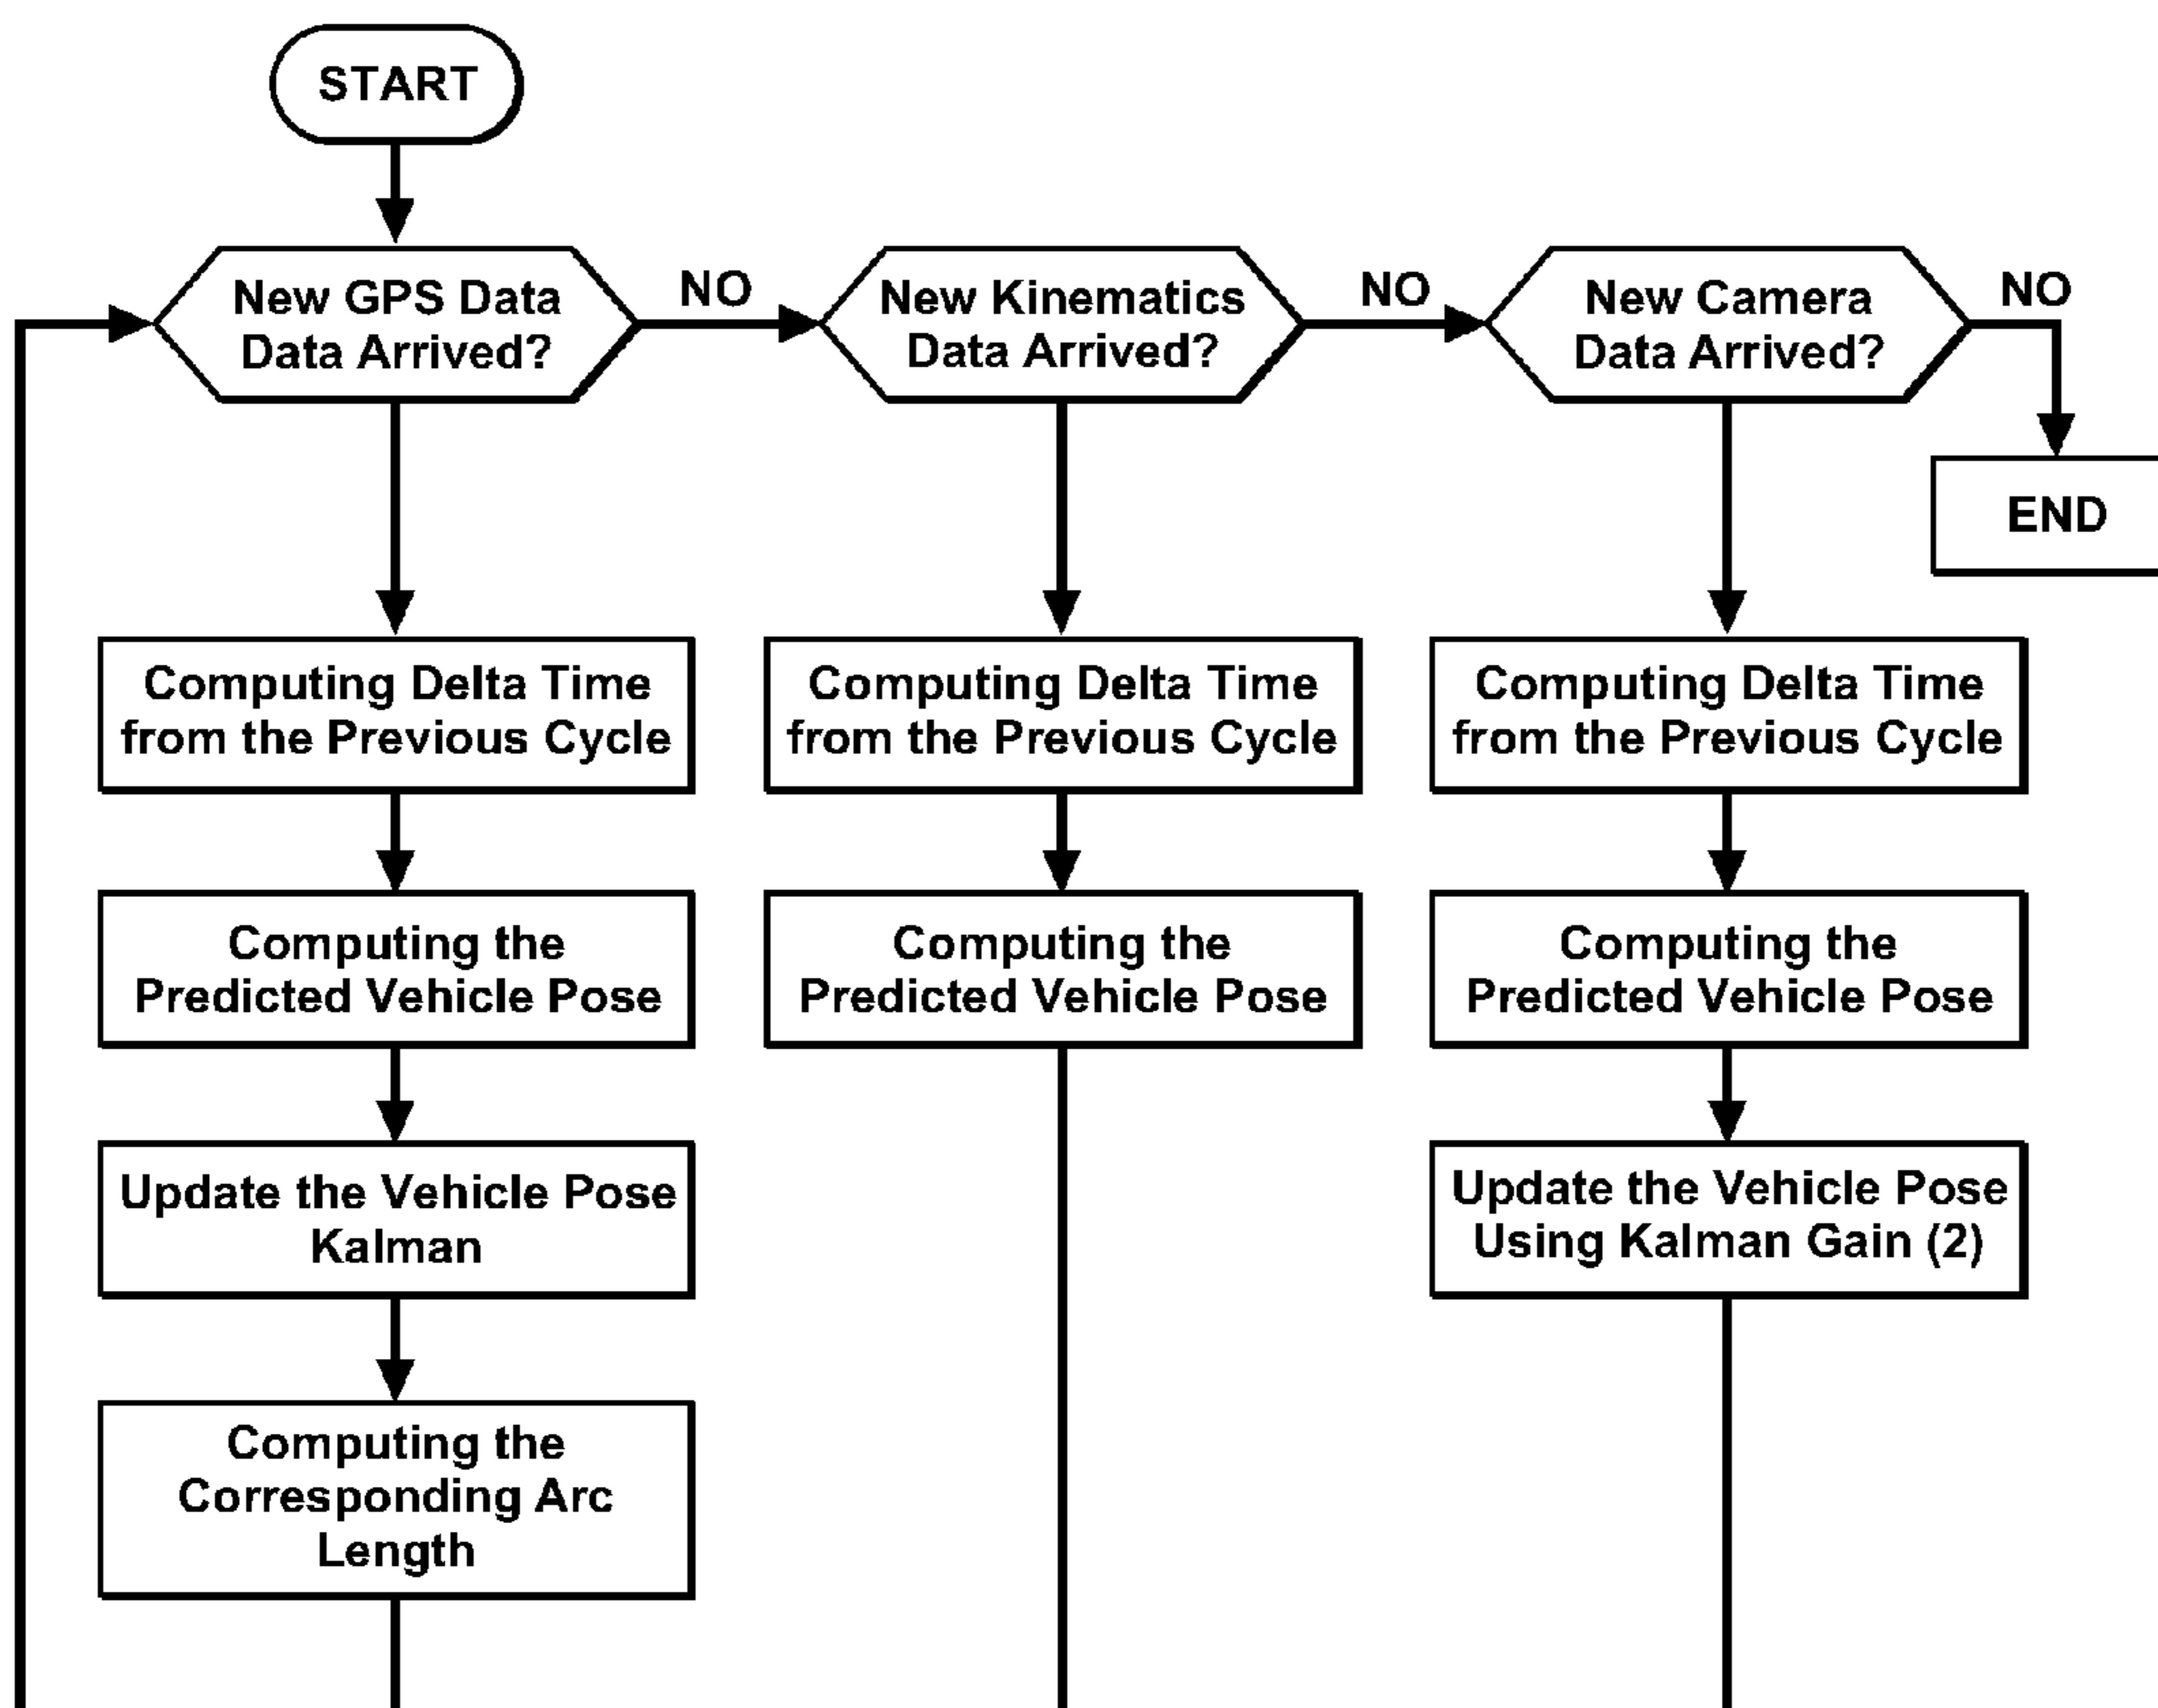 START
New GPS Data
Data Arrived?
NO
New Kinematics
Data Arrived?
NO
New Camera
Data Arrived?
NO
END
Computing Delta Time
from the Previous Cycle
Computing Delta Time
from the Previous Cycle
Computing Delta Time
from the Previous Cycle
Computing the
Predicted Vehicle Pose
Computing the
Predicted Vehicle Pose
Computing the
Predicted Vehicle Pose
Update the Vehicle Pose
Kalman
Update the Vehicle Pose
Using Kalman Gain (2)
Computing the
Corresponding Arc
Length